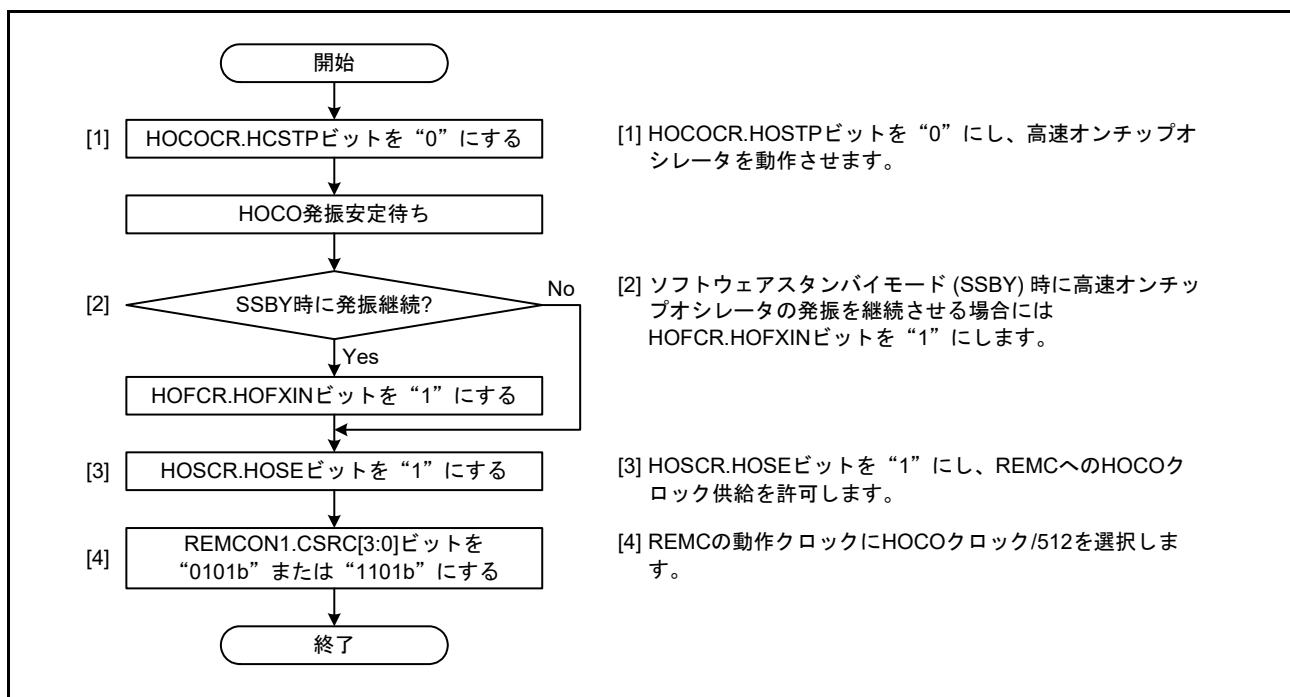 開始
[1] HOCOCR.HCSTPビットを“0”にする
[1] HOCOCR.HOSTPビットを“0”にし、高速オンチップオ
シレータを動作させます。
HOCO発振安定待ち
[2] SSBY時に発振継続?
No
Yes
[2] ソフトウェアスタンバイモード (SSBY) 時に高速オンチッ
プオシレータの発振を継続させる場合には
HOFCR.HOFXINビットを“1”にします。
HOFCR.HOFXINビットを“1”にする
[3] HOSCR.HOSEビットを“1”にする
[3] HOSCR.HOSEビットを“1”にし、REMCへのHOCOク
ロック供給を許可します。
[4] REMCON1.CSRC[3:0]ビットを
“0101b”または“1101b”にする
[4] REMCの動作クロックにHOCOクロック/512を選択しま
す。
終了